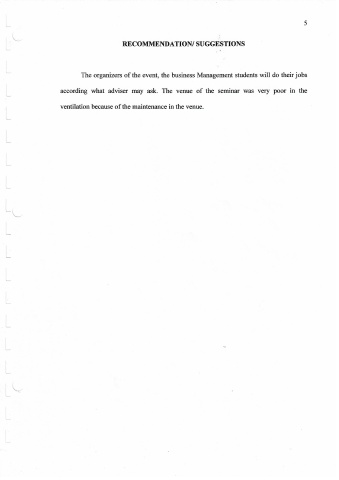 5
RECOMMENDATION/ SUGGESTIONS
The organizers of the event, the business Management students will do their jobs
according what adviser may ask. The venue of the seminar was very poor in the
ventilation because of the maintenance in the venue.